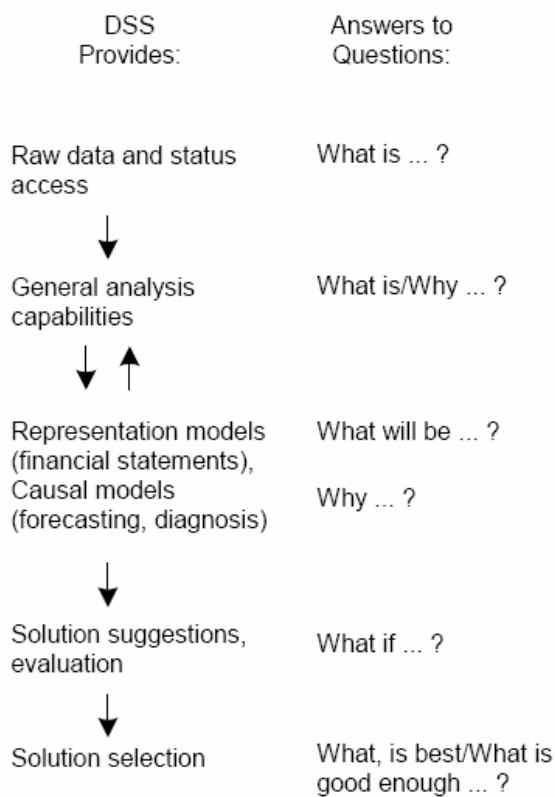 DSS
Provides:
Answers to
Questions:
Raw data and status
access
What is ... ?
General analysis
capabilities
What is/Why ... ?
Representation models
(financial statements),
Causal models
(forecasting, diagnosis)
What will be ... ?
Why ... ?
Solution suggestions,
evaluation
What if ... ?
Solution selection
What, is best/What is
good enough ... ?